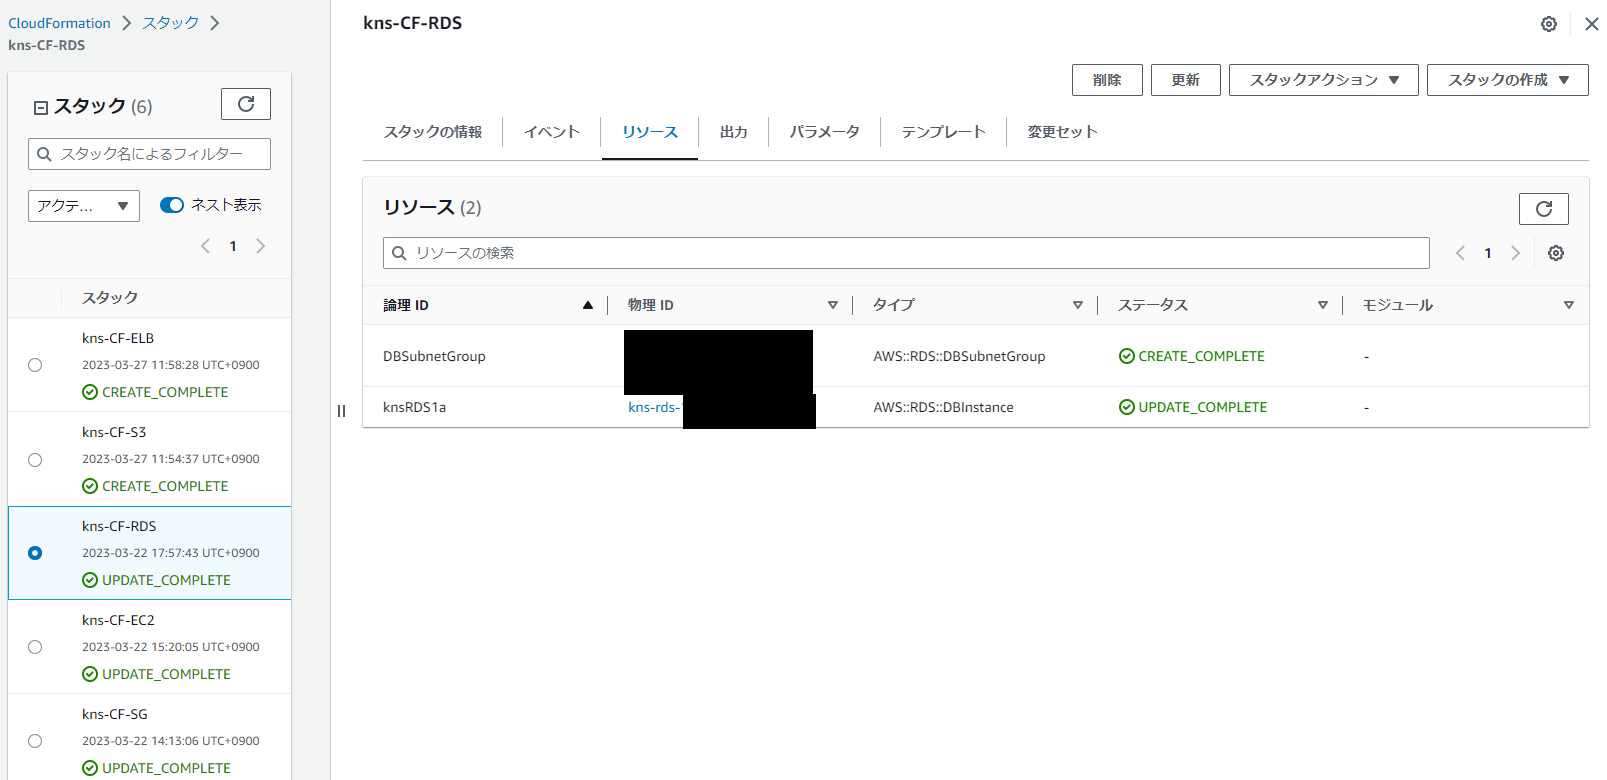 CloudFormation > スタック >
kns-CF-RDS
スタック (6)
スタック名によるフィルター
アクテ... ▼ ネスト表示
< 1 >
スタック
kns-CF-ELB
2023-03-27 11:58:28 UTC+0900
CREATE_COMPLETE
kns-CF-S3
2023-03-27 11:54:37 UTC+0900
CREATE_COMPLETE
kns-CF-RDS
2023-03-22 17:57:43 UTC+0900
UPDATE_COMPLETE
kns-CF-EC2
2023-03-22 15:20:05 UTC+0900
UPDATE_COMPLETE
kns-CF-SG
2023-03-22 14:13:06 UTC+0900
UPDATE_COMPLETE
kns-CF-RDS
削除 更新 スタックアクション ▼ スタックの作成 ▼
スタックの情報 イベント リソース 出力 パラメータ テンプレート 変更セット
リソース (2)
リソースの検索 < 1 >
論理 ID 物理 ID タイプ ステータス モジュール
DBSubnetGroup AWS::RDS::DBSubnetGroup CREATE_COMPLETE -
knsRDS1a kns-rds- AWS::RDS::DBInstance UPDATE_COMPLETE -